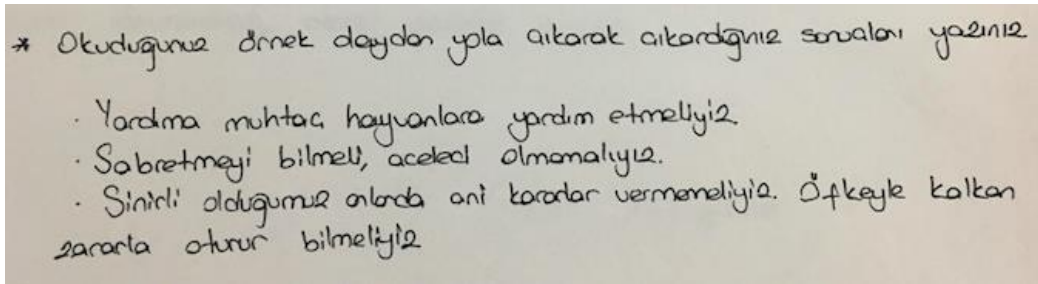 * Okuduğunuz örnek olaydan yola çıkarak çıkardığınız sonuçları yazınız
· Yardıma muhtaç hayvanlara yardım etmeliyiz.
· Sabretmeyi bilmeli, aceleci olmamalıyız.
· Sinirli olduğumuz anlarda ani kararlar vermemeliyiz. Öfkeyle kalkan
zararla oturur bilmeliyiz